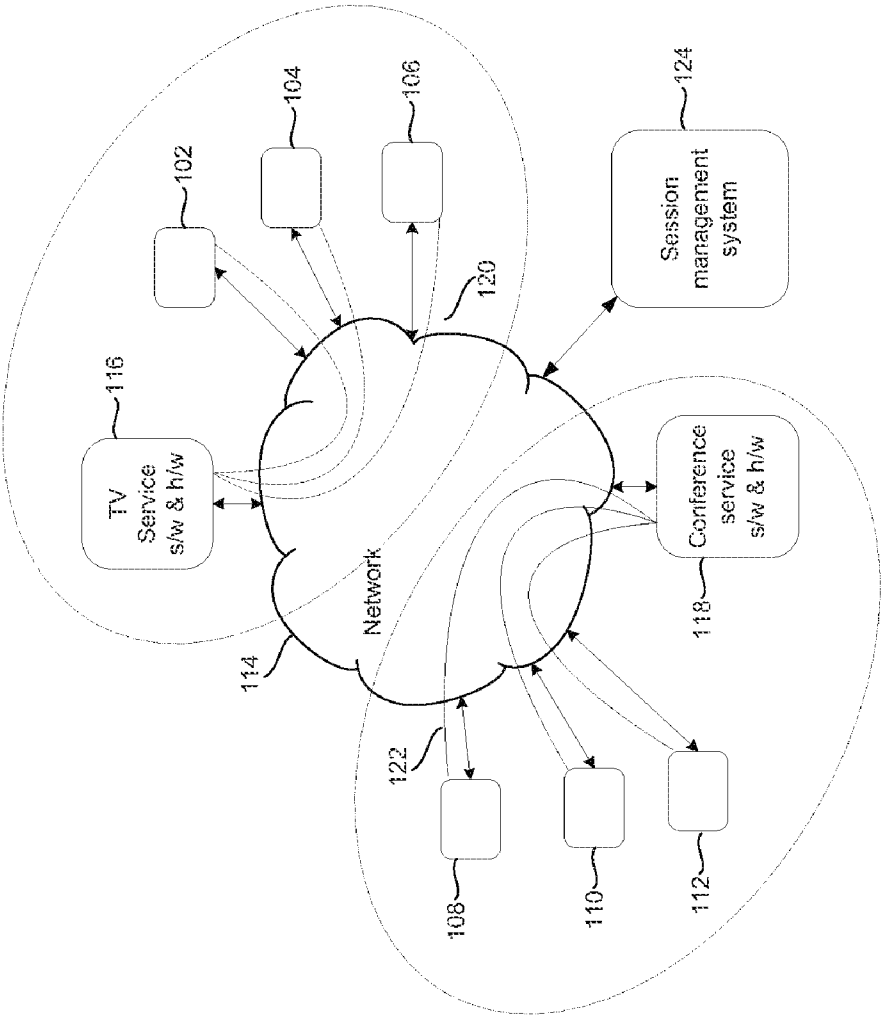 116
TV
Service
s/w & h/w
102
114
104
Network
122
106
108
120
110
112
118
Conference
service
s/w & h/w
Session
management
system
124